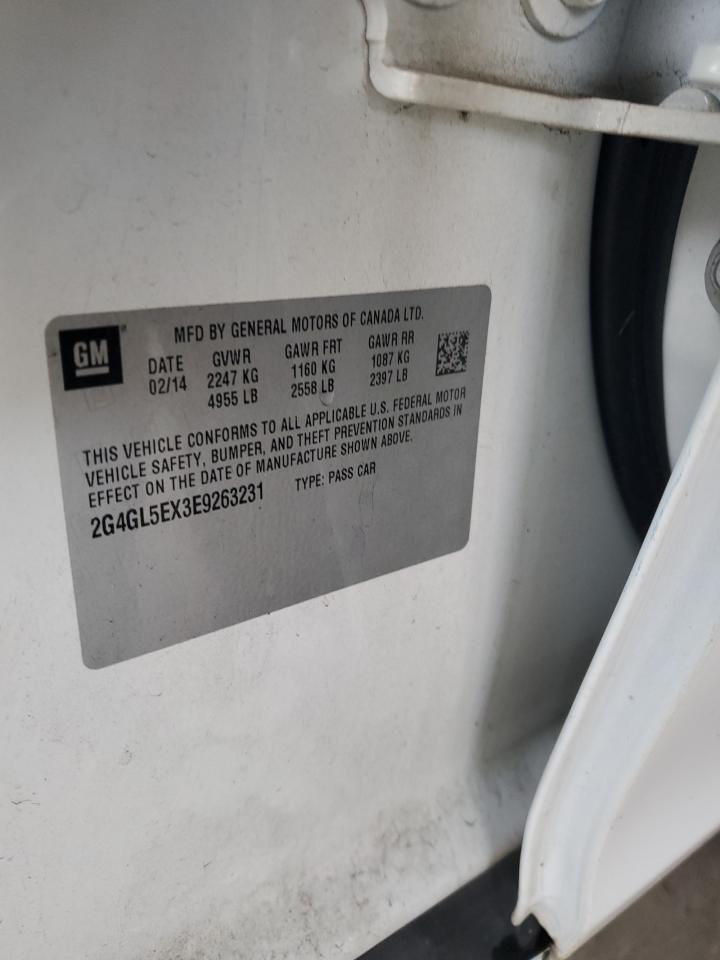 GM
MFD BY GENERAL MOTORS OF CANADA LTD.
DATE GVWR GAWR FRT GAWR RR
02/14 2247 KG 1160 KG 1087 KG
4955 LB 2558 LB 2397 LB
THIS VEHICLE CONFORMS TO ALL APPLICABLE U.S. FEDERAL MOTOR
VEHICLE SAFETY, BUMPER, AND THEFT PREVENTION STANDARDS IN
EFFECT ON THE DATE OF MANUFACTURE SHOWN ABOVE.
2G4GL5EX3E9263231 TYPE: PASS CAR